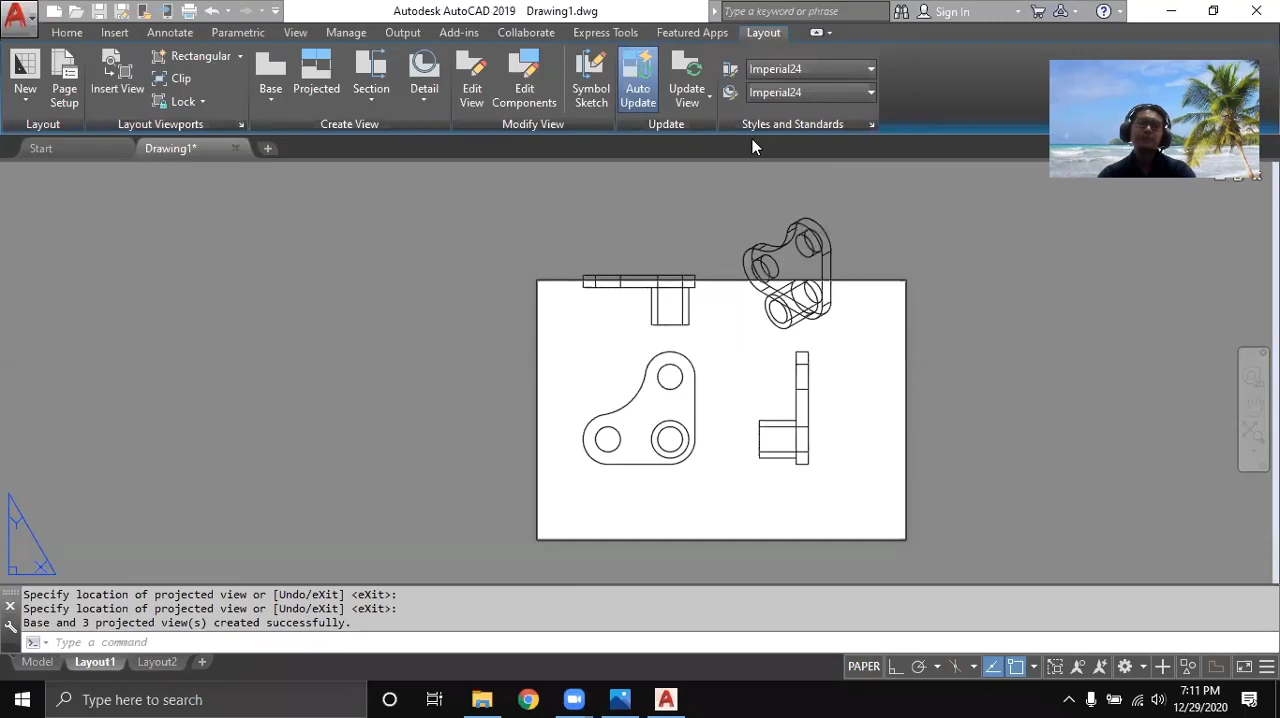 Autodesk AutoCAD 2019 Drawing1.dwg
Type a keyword or phrase
Sign In
Home Insert Annotate Parametric View Manage Output Add-ins Collaborate Express Tools Featured Apps Layout
New
Page Setup
Insert View
Rectangular
Clip
Lock
Base
Projected
Section
Detail
Edit View
Edit Components
Symbol Sketch
Auto Update
Update View
Imperial24
Imperial24
Layout Layout Viewports Create View Modify View Update Styles and Standards
Start Drawing1*
Y
X
Specify location of projected view or [Undo/eXit] <eXit>:
Specify location of projected view or [Undo/eXit] <eXit>:
Base and 3 projected view(s) created successfully.
Type a command
Model Layout1 Layout2
PAPER
Type here to search
7:11 PM
12/29/2020